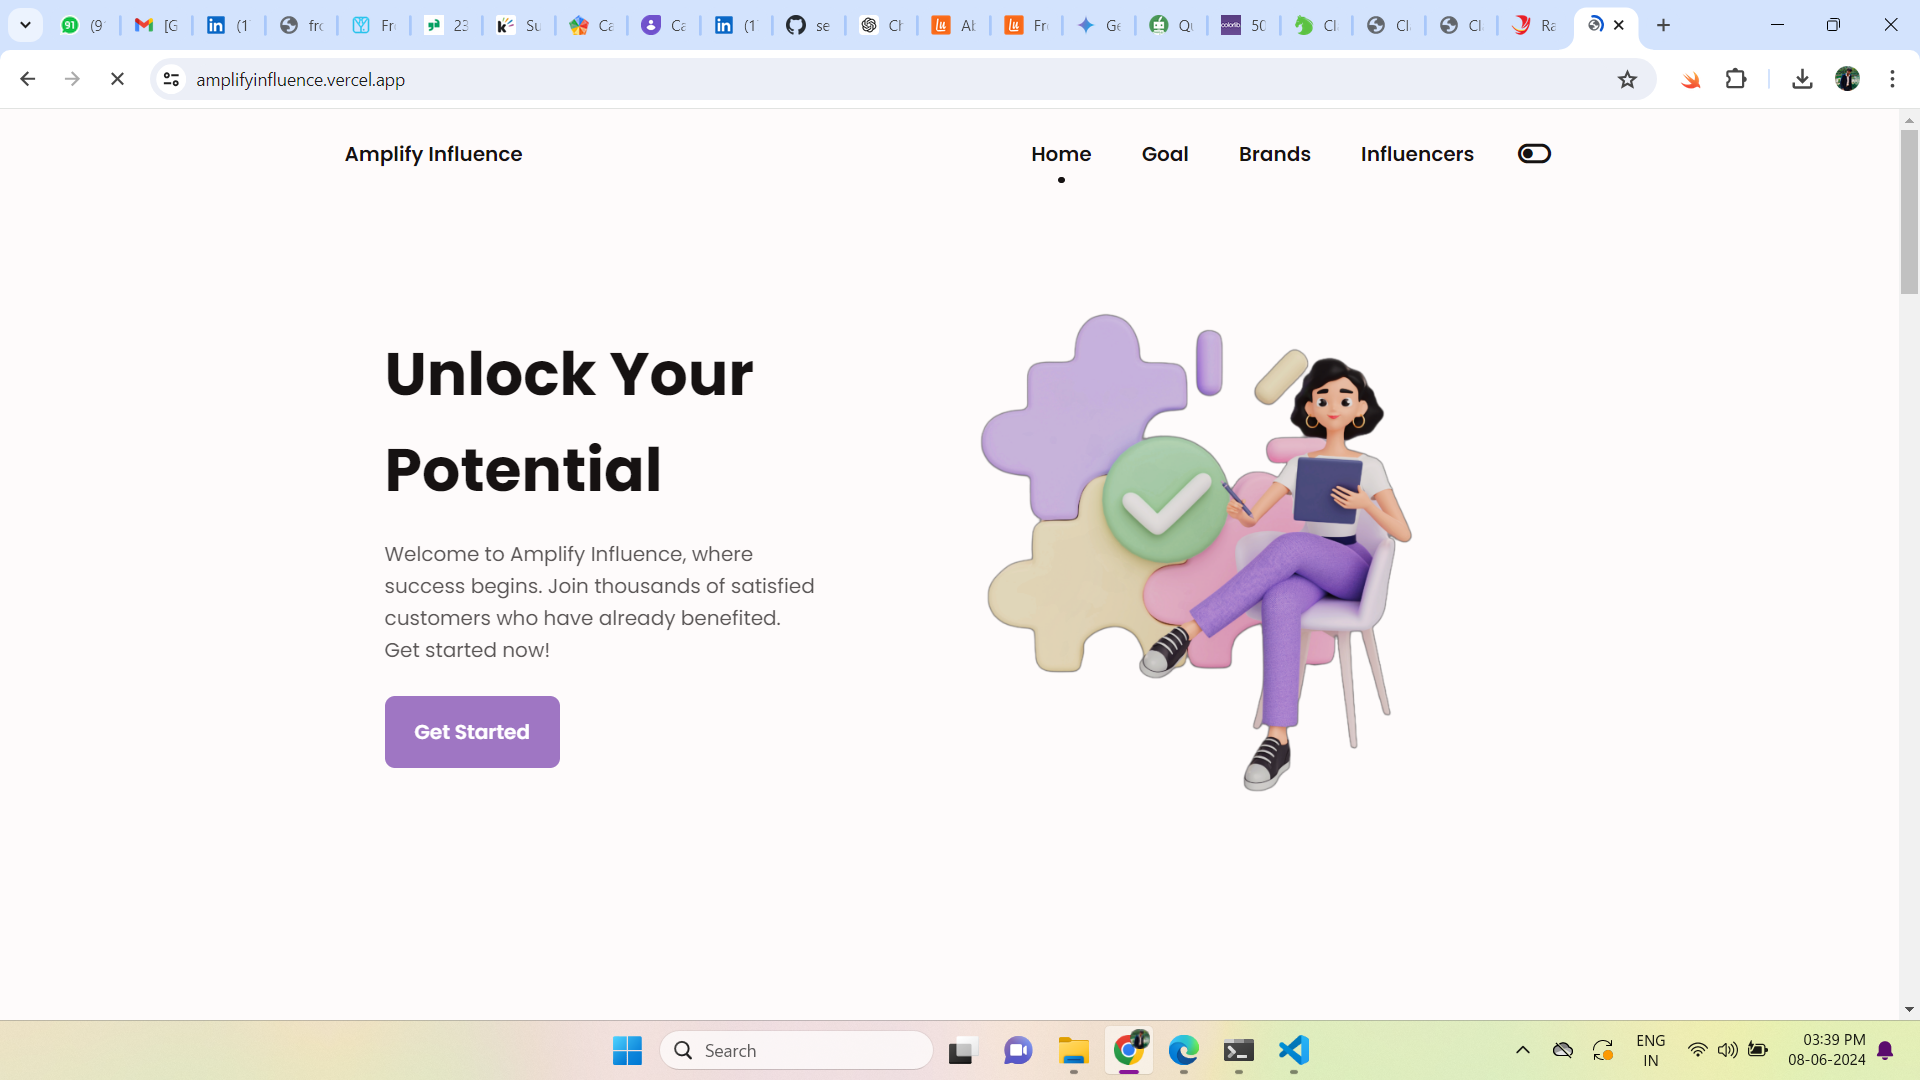 (9
[G
(1
fro
Fr
23
Su
Ca
Ca
(1
se
Ch
Ab
Fr
Ge
Qu
colorlib
50
Cl
Cl
Cl
Ra
amplifyinfluence.vercel.app
Amplify Influence
Home
Goal
Brands
Influencers
Unlock Your
Potential
Welcome to Amplify Influence, where
success begins. Join thousands of satisfied
customers who have already benefited.
Get started now!
Get Started
Search
ENG
IN
03:39 PM
08-06-2024